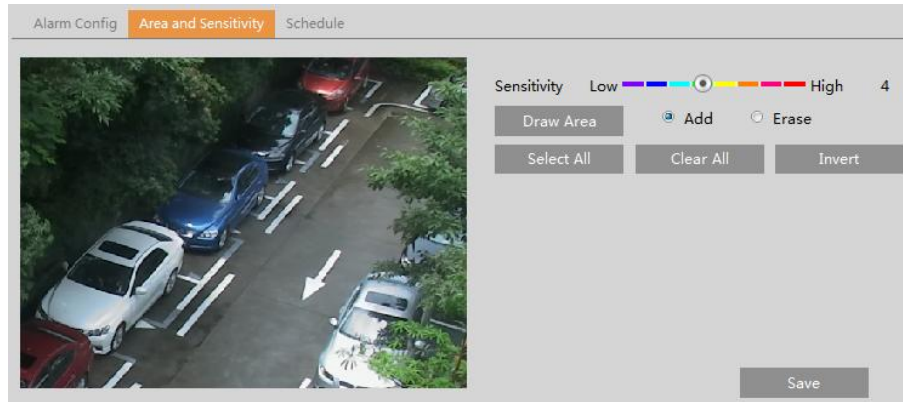 Alarm Config Area and Sensitivity Schedule
Sensitivity Low High 4
Draw Area Add Erase
Select All Clear All Invert
Save